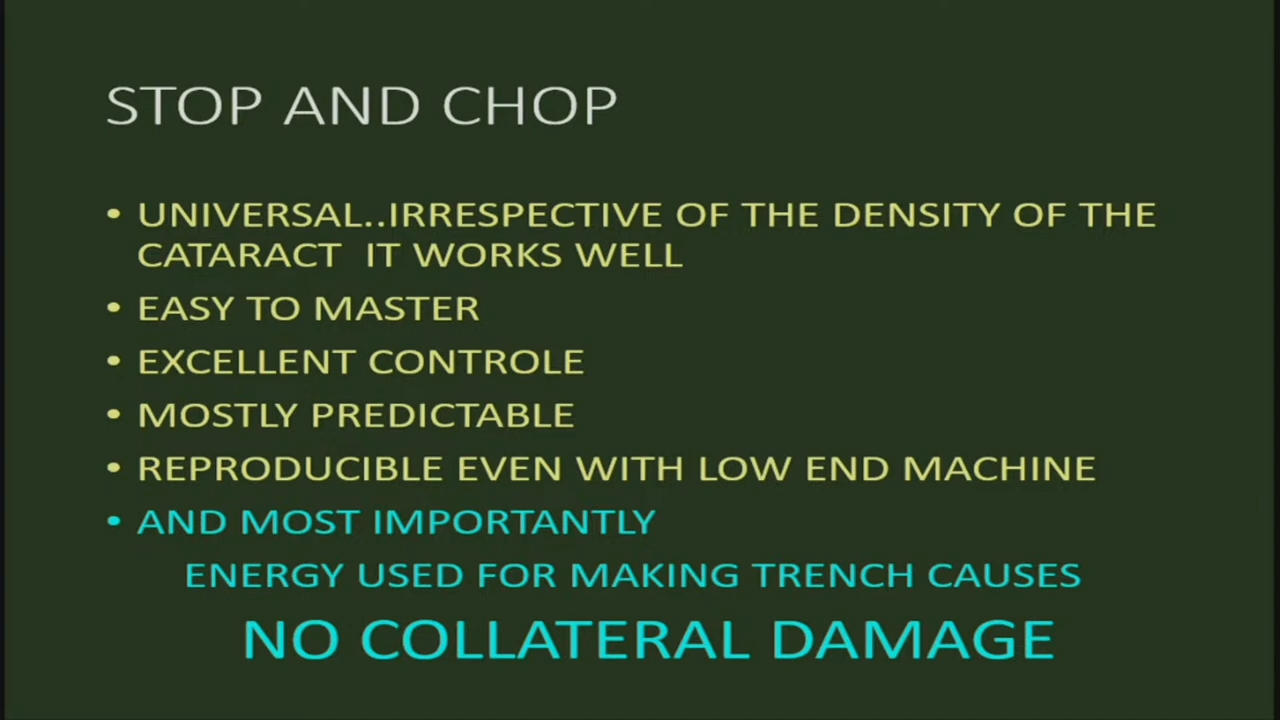 STOP AND CHOP
• UNIVERSAL..IRRESPECTIVE OF THE DENSITY OF THE
CATARACT IT WORKS WELL
• EASY TO MASTER
• EXCELLENT CONTROLE
• MOSTLY PREDICTABLE
• REPRODUCIBLE EVEN WITH LOW END MACHINE
• AND MOST IMPORTANTLY
ENERGY USED FOR MAKING TRENCH CAUSES
NO COLLATERAL DAMAGE